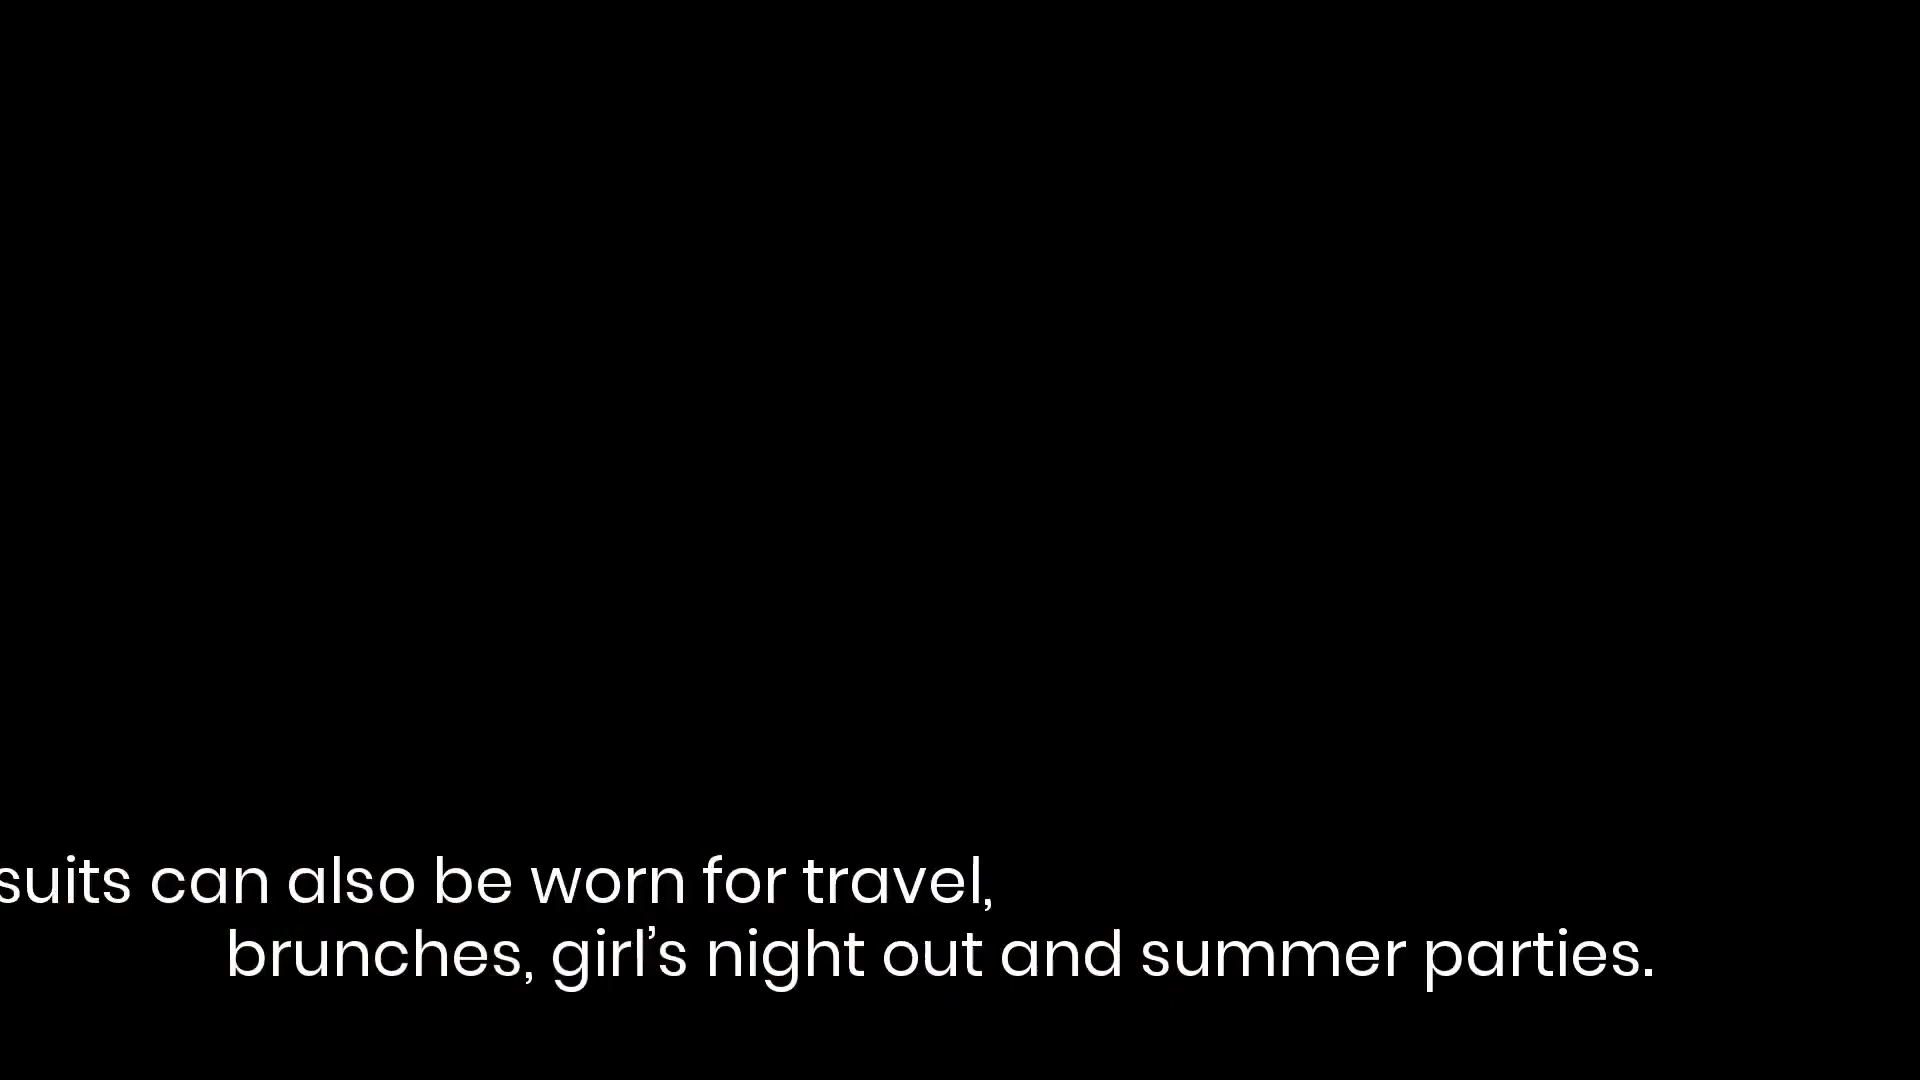 suits can also be worn for travel,
brunches, girl’s night out and summer parties.